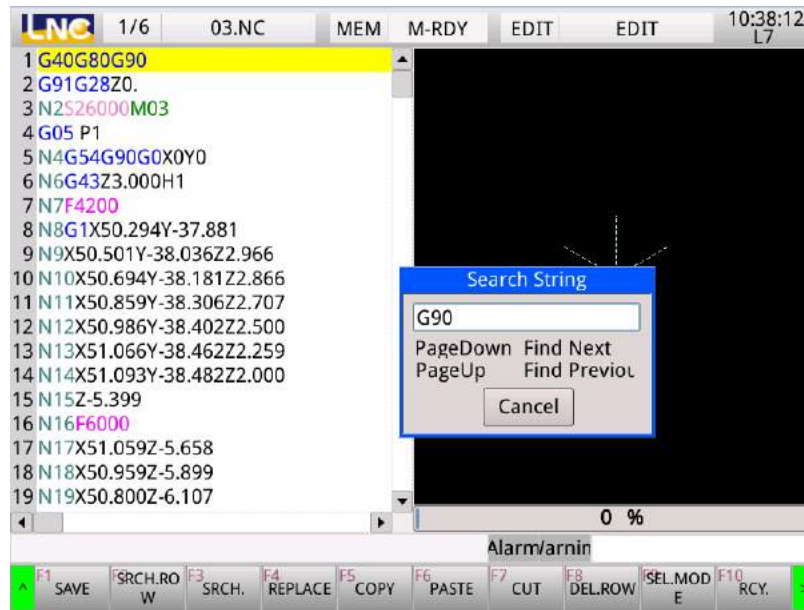 LNC 1/6 03.NC MEM M-RDY EDIT EDIT 10:38:12
L7
1 G40G80G90
2 G91G28Z0.
3 N2S26000M03
4 G05 P1
5 N4G54G90G0X0Y0
6 N6G43Z3.000H1
7 N7F4200
8 N8G1X50.294Y-37.881
9 N9X50.501Y-38.036Z2.966
10 N10X50.694Y-38.181Z2.866
11 N11X50.859Y-38.306Z2.707
12 N12X50.986Y-38.402Z2.500
13 N13X51.066Y-38.462Z2.259
14 N14X51.093Y-38.482Z2.000
15 N15Z-5.399
16 N16F6000
17 N17X51.059Z-5.658
18 N18X50.959Z-5.899
19 N19X50.800Z-6.107
Search String
G90
PageDown Find Next
PageUp Find Previou
Cancel
0 %
Alarm/arnin
F1 SAVE
F2 SRCH.RO
W
F3 SRCH.
F4 REPLACE
F5 COPY
F6 PASTE
F7 CUT
F8 DEL.ROW
F9 SEL.MOD
E
F10 RCY.